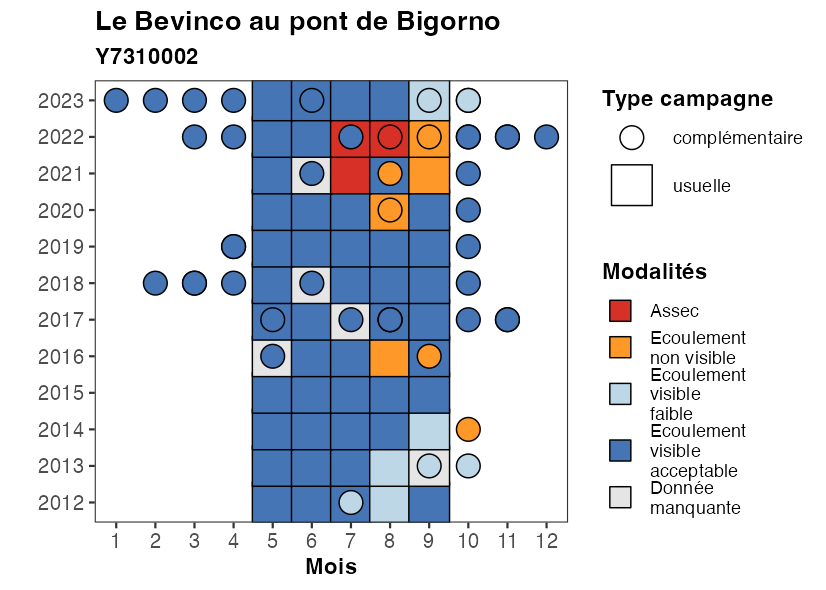 Le Bevinco au pont de Bigorno
Y7310002
2023
2022
2021
2020
2019
2018
2017
2016
2015
2014
2013
2012
1 2 3 4 5 6 7 8 9 10 11 12
Mois
Type campagne
complémentaire
usuelle
Modalités
Assec
Ecoulement
non visible
Ecoulement
visible
faible
Ecoulement
visible
acceptable
Donnée
manquante